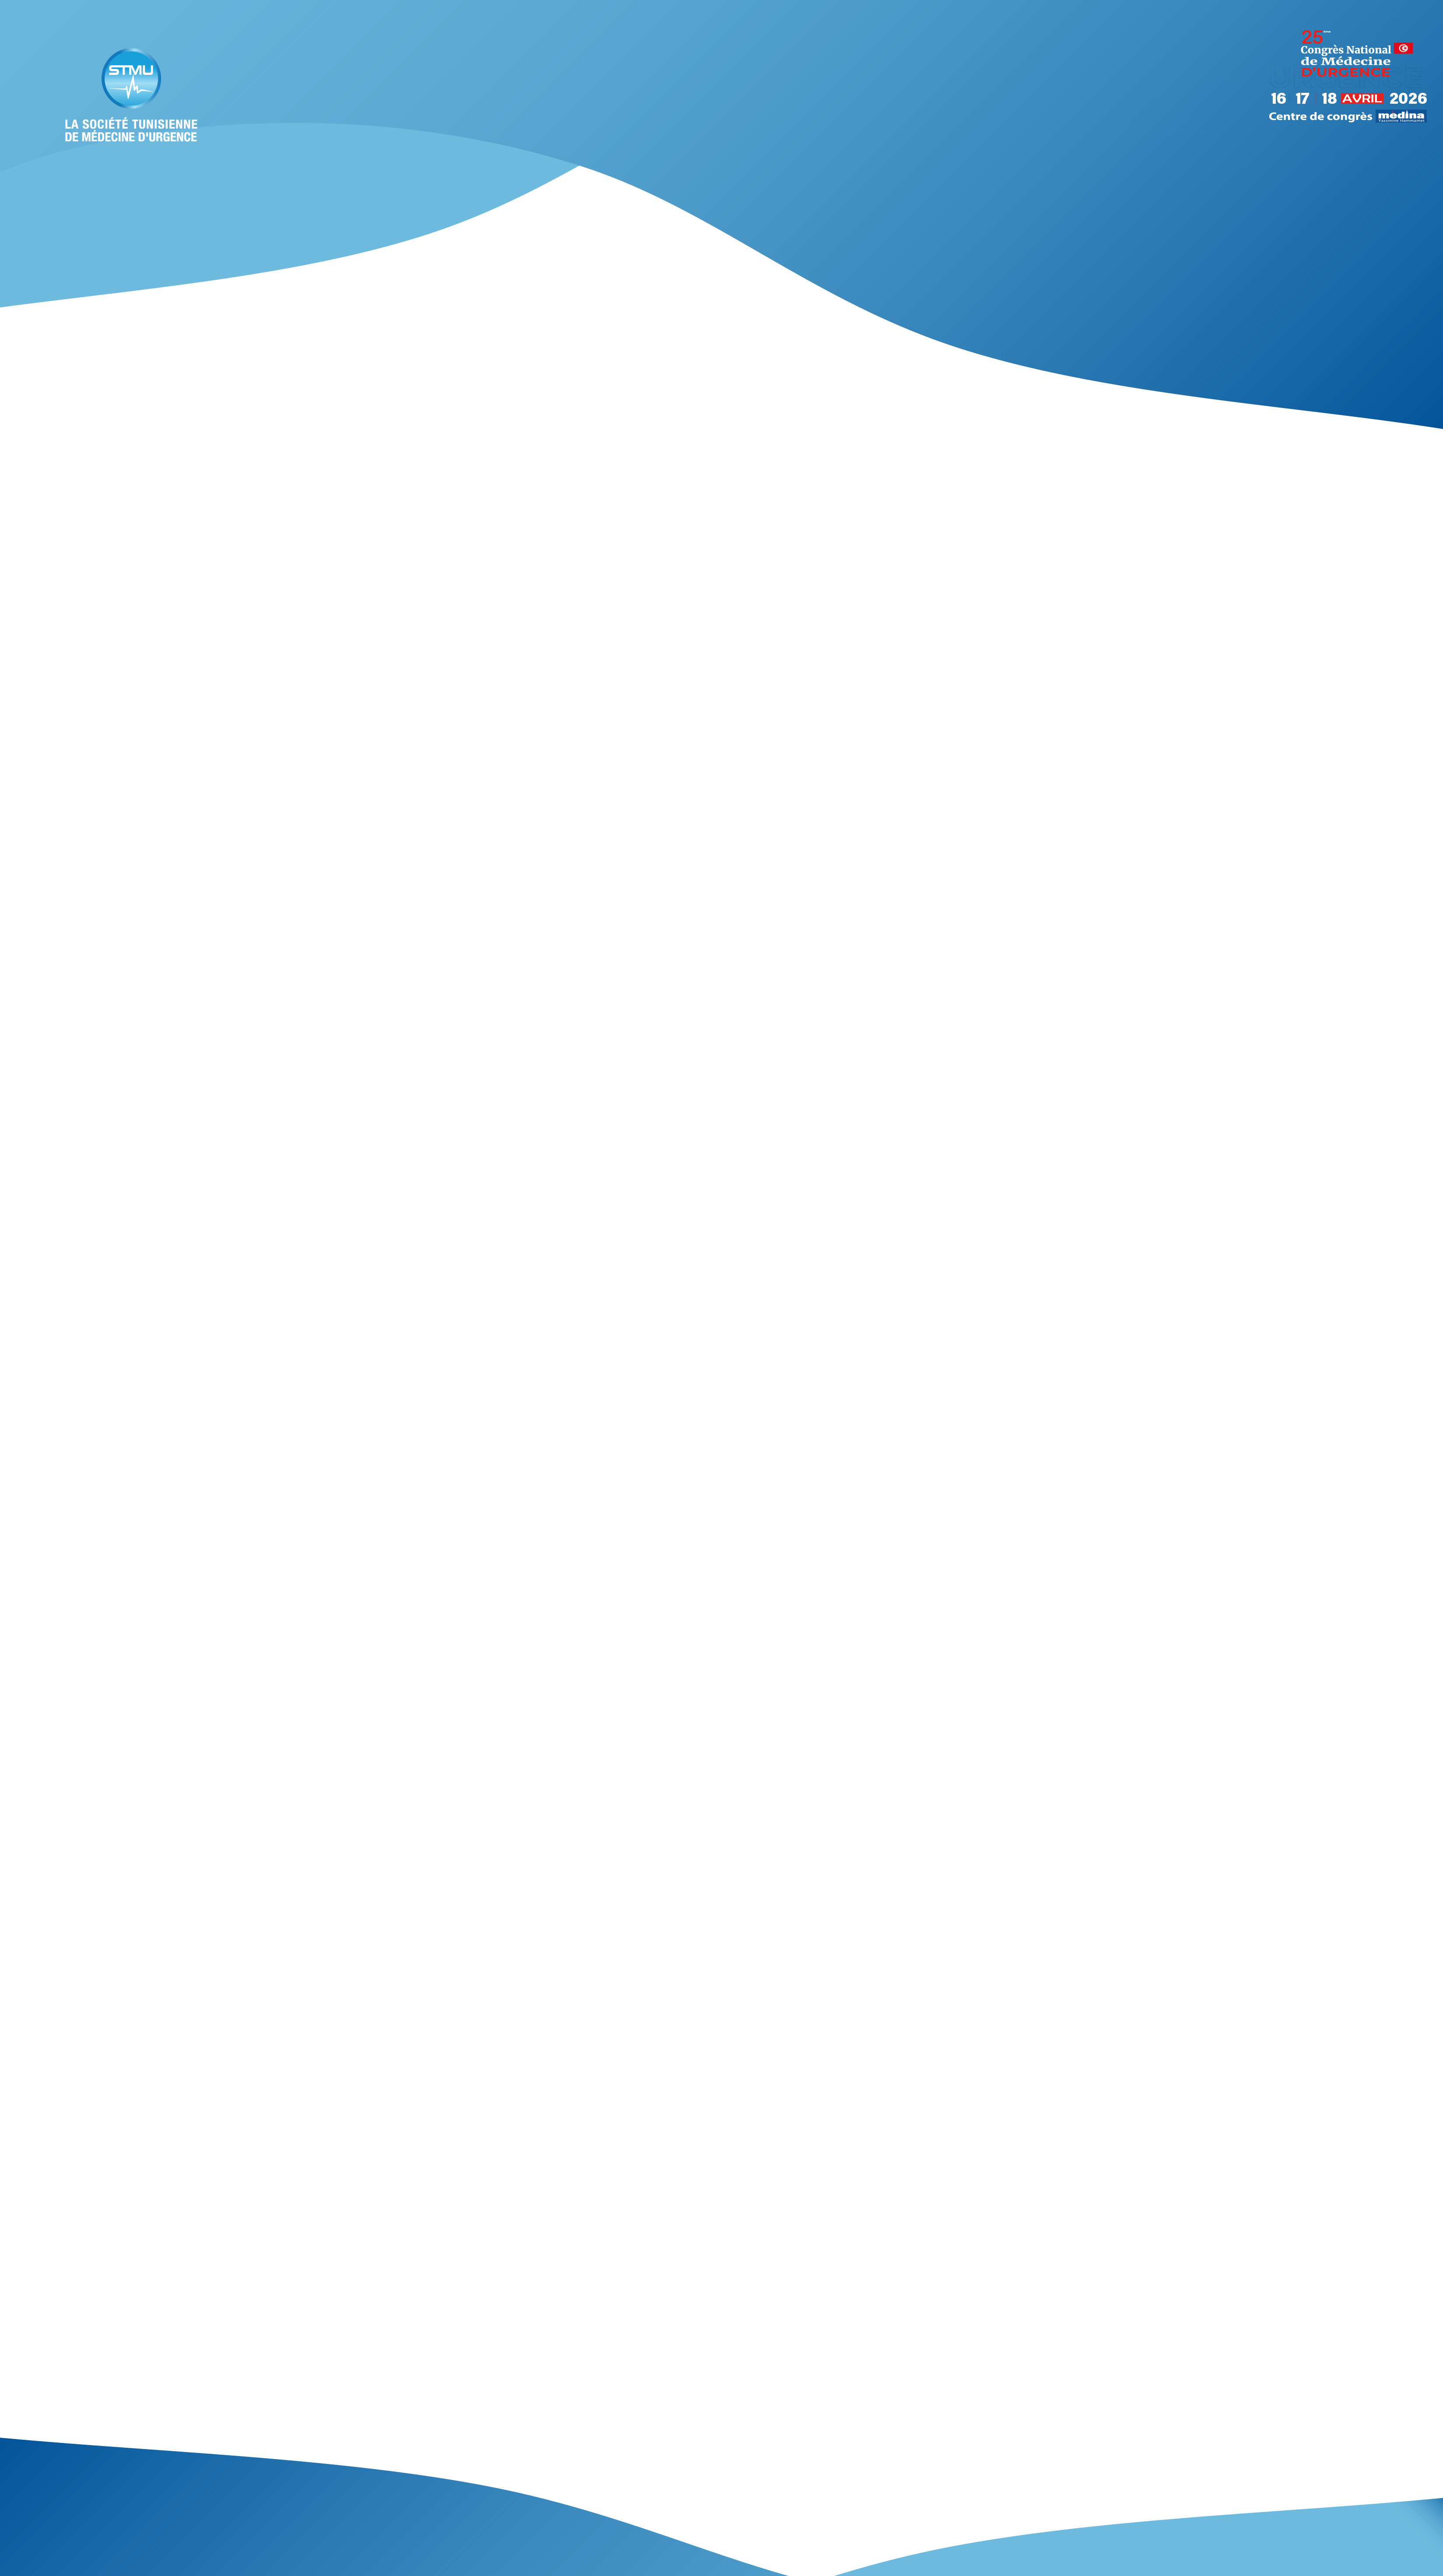 STMU
LA SOCIÉTÉ TUNISIENNE
DE MÉDECINE D'URGENCE
25
Congrès National
de Médecine
D'URGENCE
16 17 18 AVRIL 2026
Centre de congrès medina